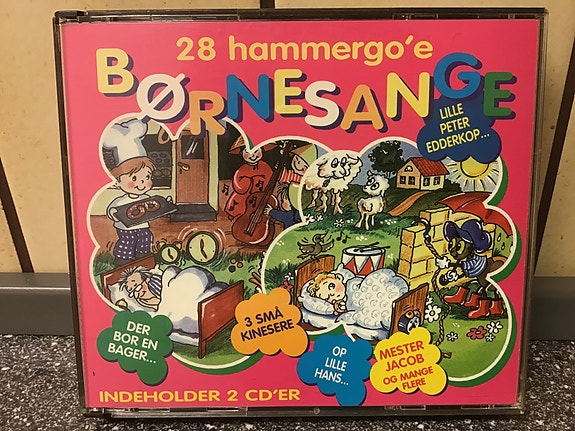 28 hammergo'e
BØRNESANGE
LILLE
PETER
EDDERKOP...
DER
BOR EN
BAGER...
3 SMÅ
KINESERE
OP
LILLE
HANS...
MESTER
JACOB
OG MANGE
FLERE
INDEHOLDER 2 CD'ER